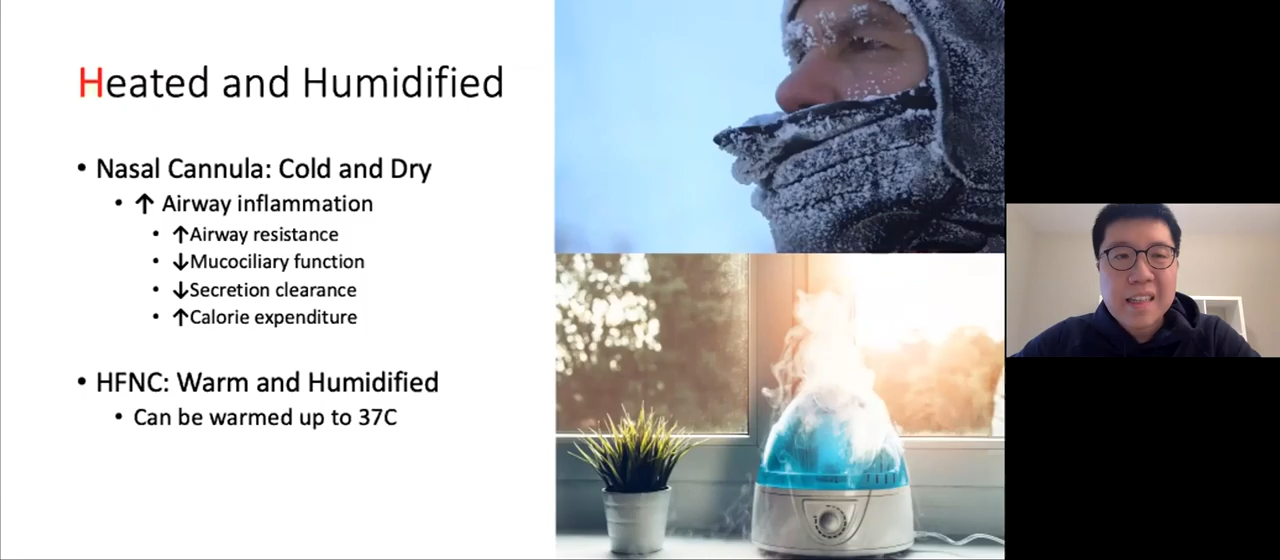 Heated and Humidified
• Nasal Cannula: Cold and Dry
• ↑ Airway inflammation
• ↑Airway resistance
• ↓Mucociliary function
• ↓Secretion clearance
• ↑Calorie expenditure
• HFNC: Warm and Humidified
• Can be warmed up to 37C